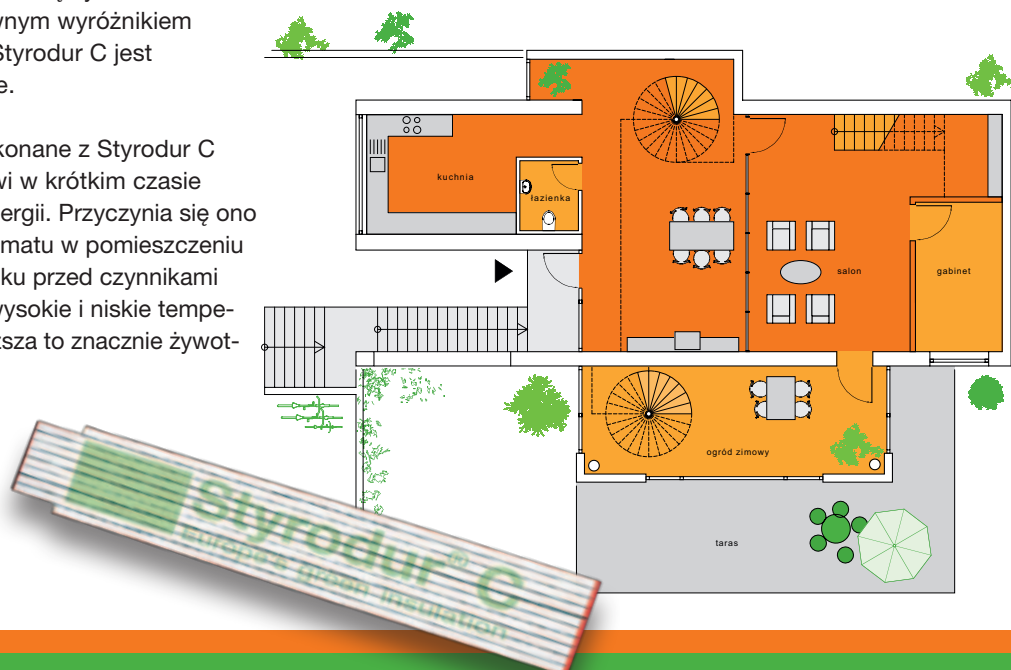 wnym wyróżnikiem
Styrodur C jest
e.
konane z Styrodur C
wi w krótkim czasie
ergii. Przyczynia się ono
matu w pomieszczeniu
ku przed czynnikami
wysokie i niskie tempe-
sza to znacznie żywot-
kuchnia
łazienka
salon
gabinet
ogród zimowy
taras
Styrodur® C
Europe's green insulation